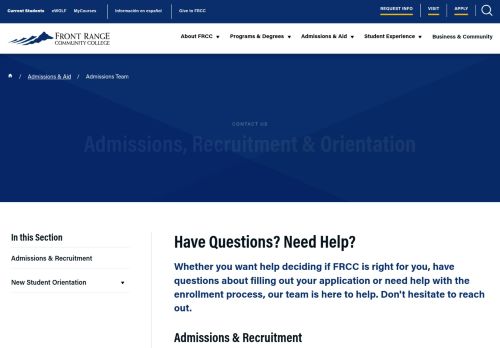 Current Students eWOLF MyCourses Información en español Give to FRCC REQUEST INFO VISIT APPLY
FRONT RANGE
COMMUNITY COLLEGE
About FRCC Programs & Degrees Admissions & Aid Student Experience Business & Community
/ Admissions & Aid / Admissions Team
CONTACT US
Admissions, Recruitment & Orientation
In this Section
Admissions & Recruitment
New Student Orientation
Have Questions? Need Help?
Whether you want help deciding if FRCC is right for you, have
questions about filling out your application or need help with the
enrollment process, our team is here to help. Don't hesitate to reach
out.
Admissions & Recruitment